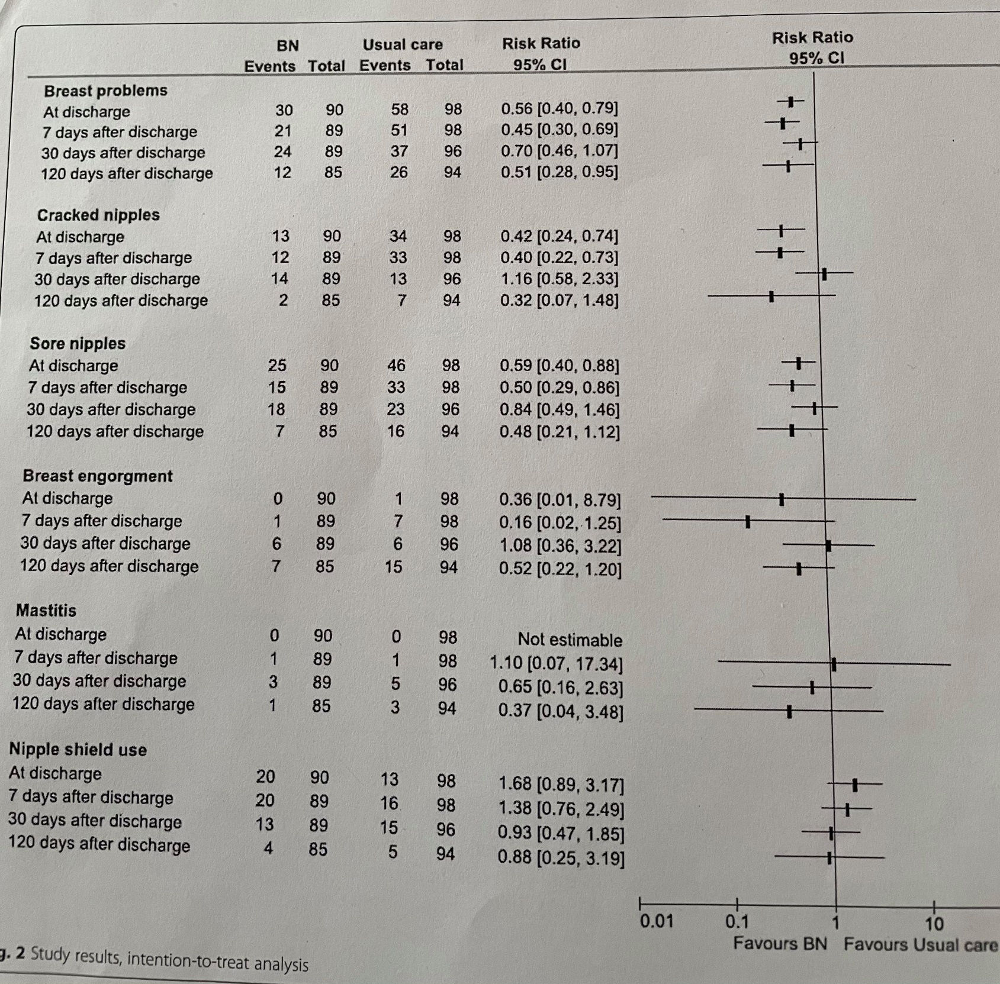 BN Usual care Risk Ratio Risk Ratio
Events Total Events Total 95% CI 95% CI
Breast problems
At discharge 30 90 58 98 0.56 [0.40, 0.79]
7 days after discharge 21 89 51 98 0.45 [0.30, 0.69]
30 days after discharge 24 89 37 96 0.70 [0.46, 1.07]
120 days after discharge 12 85 26 94 0.51 [0.28, 0.95]
Cracked nipples
At discharge 13 90 34 98 0.42 [0.24, 0.74]
7 days after discharge 12 89 33 98 0.40 [0.22, 0.73]
30 days after discharge 14 89 13 96 1.16 [0.58, 2.33]
120 days after discharge 2 85 7 94 0.32 [0.07, 1.48]
Sore nipples
At discharge 25 90 46 98 0.59 [0.40, 0.88]
7 days after discharge 15 89 33 98 0.50 [0.29, 0.86]
30 days after discharge 18 89 23 96 0.84 [0.49, 1.46]
120 days after discharge 7 85 16 94 0.48 [0.21, 1.12]
Breast engorgment
At discharge 0 90 1 98 0.36 [0.01, 8.79]
7 days after discharge 1 89 7 98 0.16 [0.02, 1.25]
30 days after discharge 6 89 6 96 1.08 [0.36, 3.22]
120 days after discharge 7 85 15 94 0.52 [0.22, 1.20]
Mastitis
At discharge 0 90 0 98 Not estimable
7 days after discharge 1 89 1 98 1.10 [0.07, 17.34]
30 days after discharge 3 89 5 96 0.65 [0.16, 2.63]
120 days after discharge 1 85 3 94 0.37 [0.04, 3.48]
Nipple shield use
At discharge 20 90 13 98 1.68 [0.89, 3.17]
7 days after discharge 20 89 16 98 1.38 [0.76, 2.49]
30 days after discharge 13 89 15 96 0.93 [0.47, 1.85]
120 days after discharge 4 85 5 94 0.88 [0.25, 3.19]
0.01 0.1 1 10
Favours BN Favours Usual care
g. 2 Study results, intention-to-treat analysis